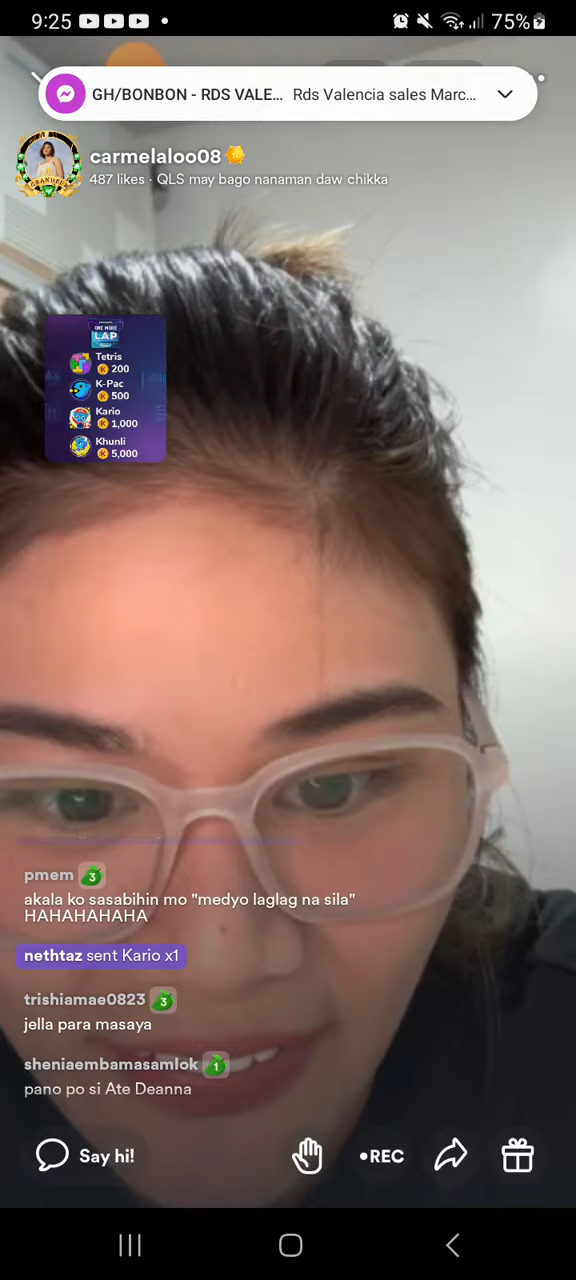 9:25
75%
GH/BONBON - RDS VALE... Rds Valencia sales Marc...
carmelaloo08
487 likes · QLS may bago nanaman daw chikka
ONE MORE
LAP
Tetris
K 200
K-Pac
K 500
Kario
K 1,000
Khunli
K 5,000
pmem 3
akala ko sasabihin mo "medyo laglag na sila"
HAHAHAHAHA
nethtaz sent Kario x1
trishiamae0823 3
jella para masaya
sheniaembamasamlok 1
pano po si Ate Deanna
Say hi!
•REC